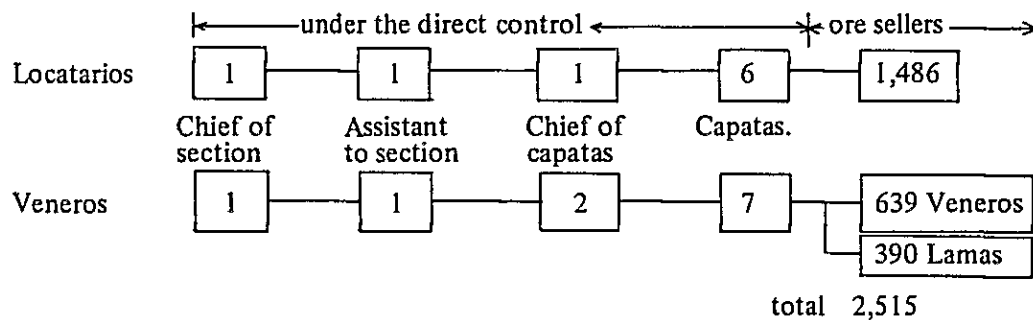 under the direct control ore sellers
Locatarios 1 1 1 6 1,486
Chief of Assistant Chief of Capatas.
section to section capatas
Veneros 1 1 2 7 639 Veneros
390 Lamas
total 2,515